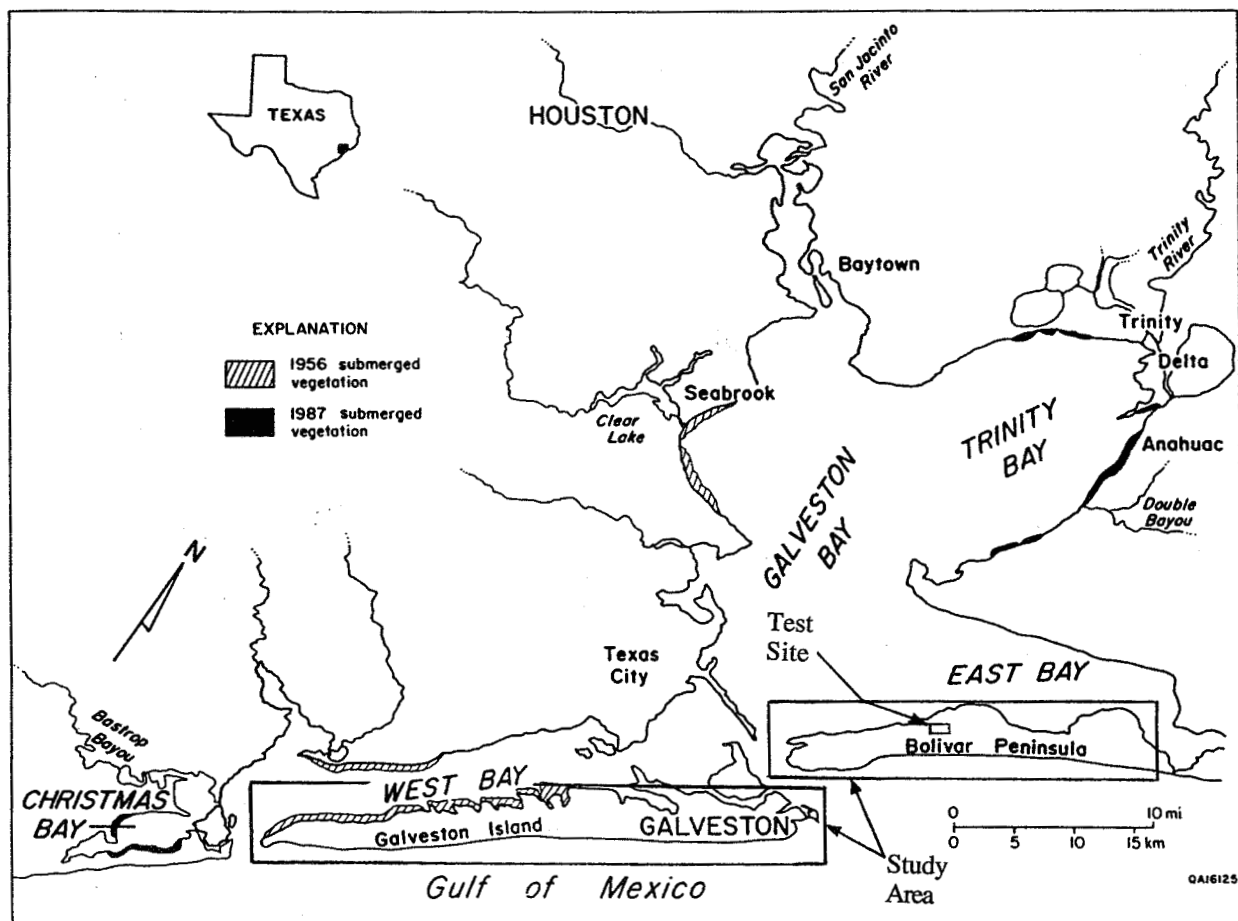 San Jacinto
River
TEXAS
HOUSTON
Baytown
Trinity
River
EXPLANATION
1956 submerged
vegetation
1987 submerged
vegetation
Trinity
Delta
Seabrook
Clear
Lake
TRINITY
BAY
Anahuac
Double
Bayou
GALVESTON
BAY
N
Test
Site
Texas
City
EAST BAY
Bastrop
Bayou
Bolivar Peninsula
CHRISTMAS
BAY
WEST BAY
Galveston Island
GALVESTON
0 10 mi
0 5 10 15 km
Study
Area
Gulf of Mexico
QA16125